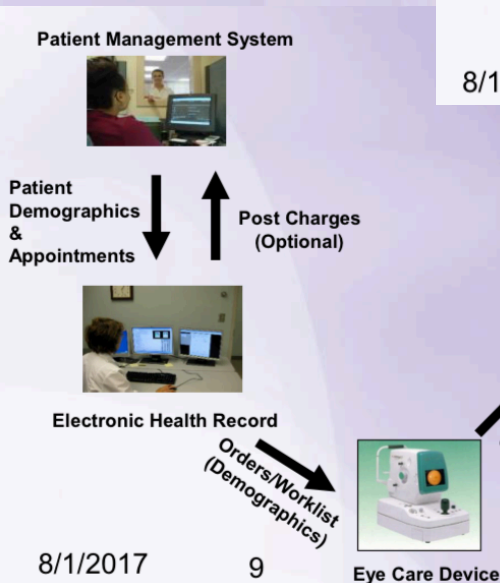 Patient Management System
8/1
Patient
Demographics
&
Appointments
Post Charges
(Optional)
Electronic Health Record
Orders/Worklist
(Demographics)
8/1/2017
9
Eye Care Device